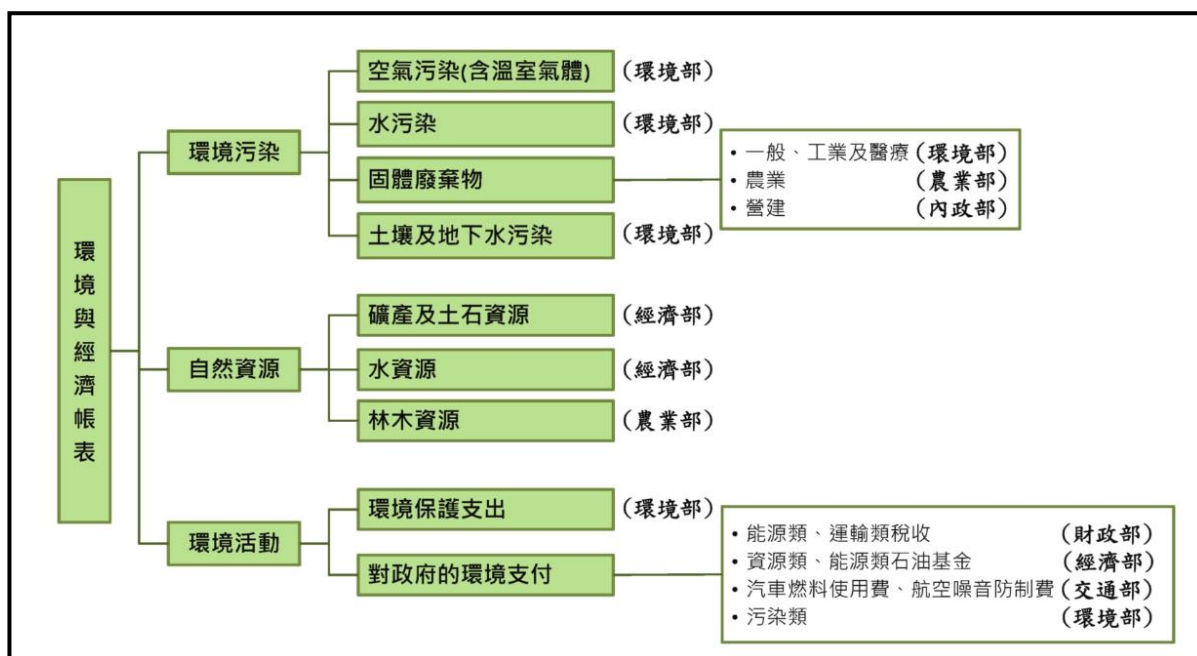 環境與經濟帳表
環境污染
空氣污染(含溫室氣體) (環境部)
水污染 (環境部)
固體廢棄物
• 一般、工業及醫療 (環境部)
• 農業 (農業部)
• 營建 (內政部)
土壤及地下水污染 (環境部)
自然資源
礦產及土石資源 (經濟部)
水資源 (經濟部)
林木資源 (農業部)
環境活動
環境保護支出 (環境部)
對政府的環境支付
• 能源類、運輸類稅收 (財政部)
• 資源類、能源類石油基金 (經濟部)
• 汽車燃料使用費、航空噪音防制費 (交通部)
• 污染類 (環境部)